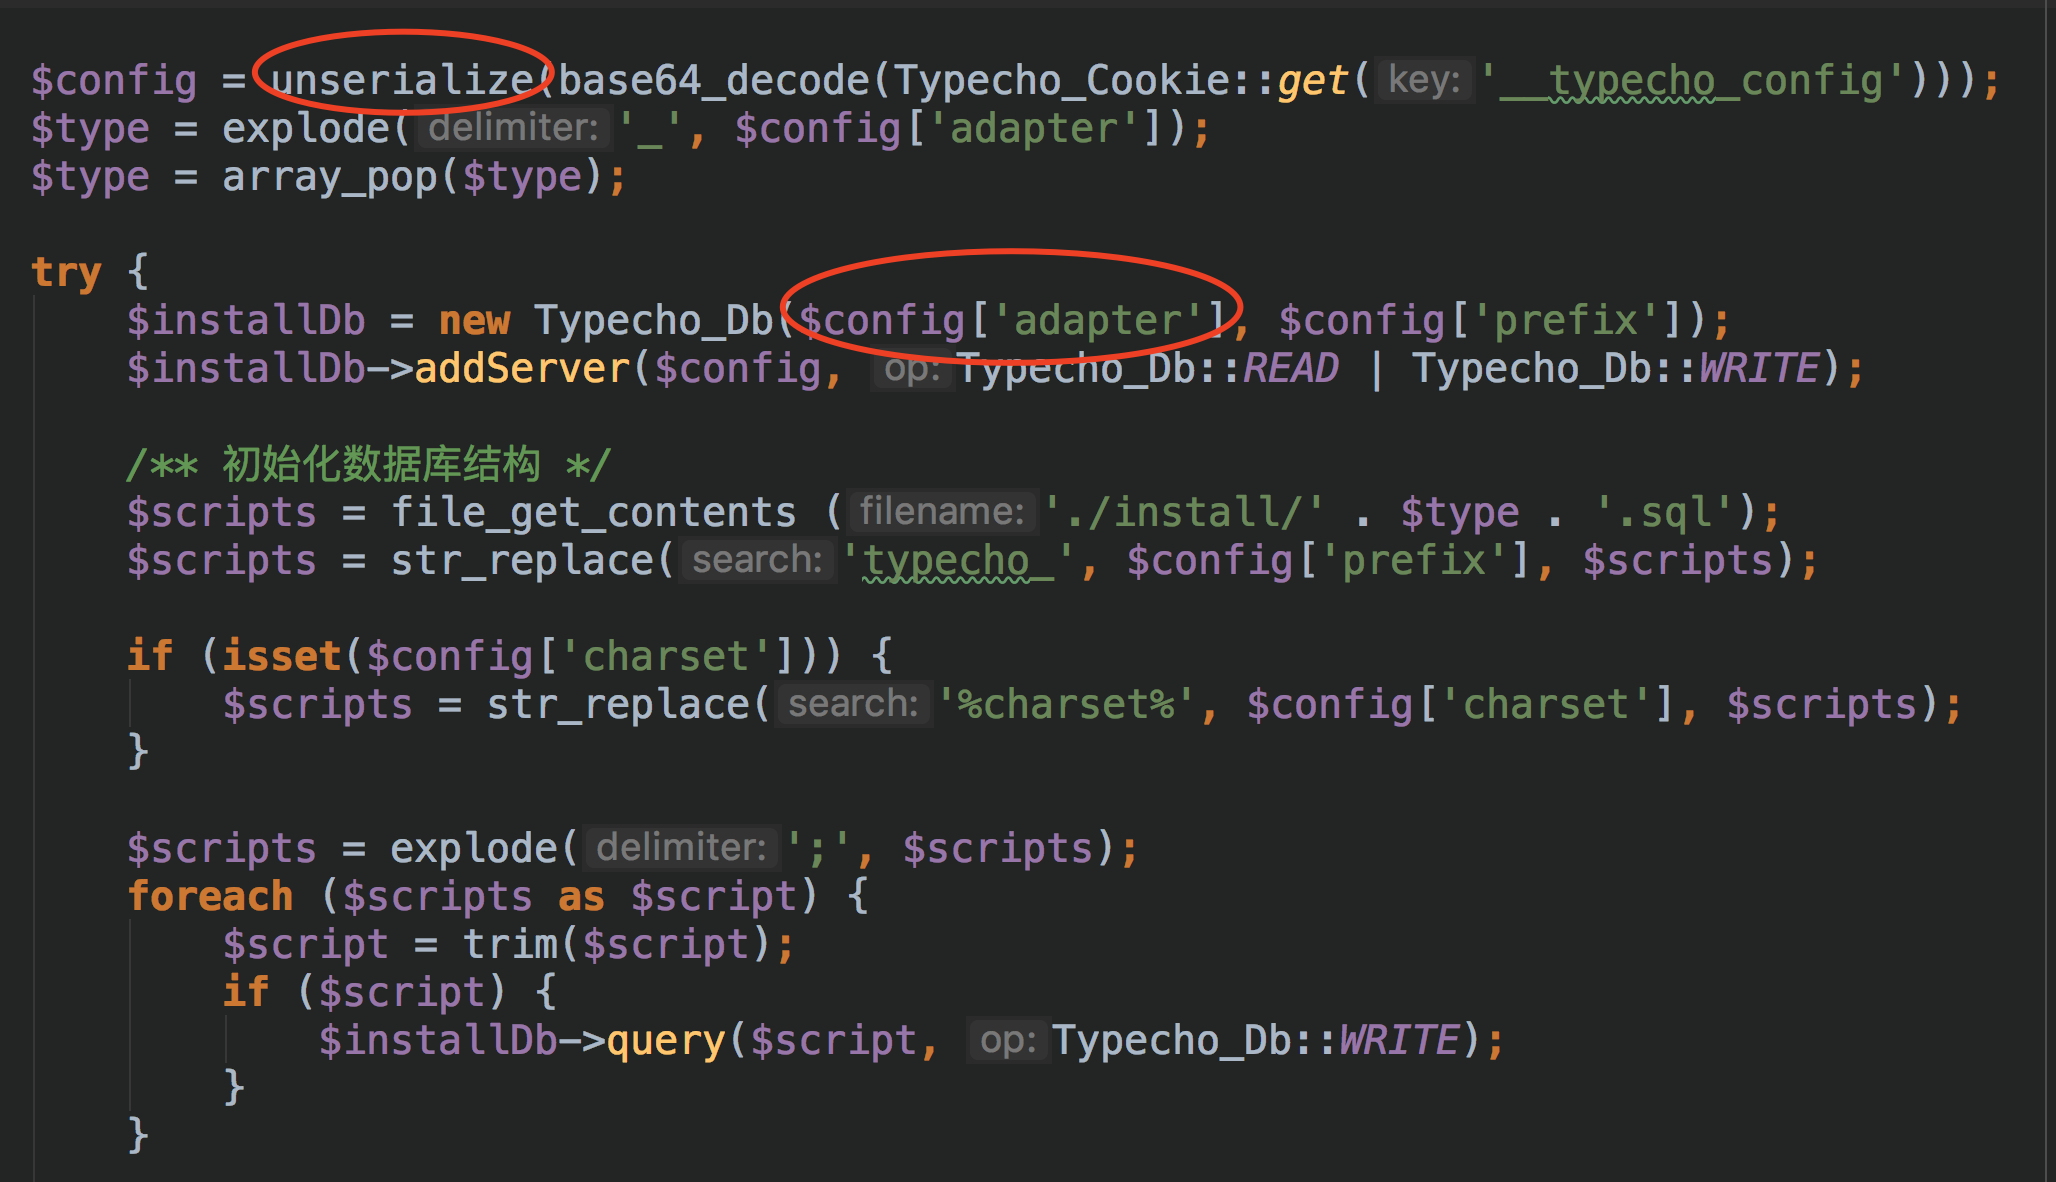 $config = unserialize(base64_decode(Typecho_Cookie::get( key: '__typecho_config')));
$type = explode( delimiter: '_', $config['adapter']);
$type = array_pop($type);
try {
$installDb = new Typecho_Db($config['adapter'], $config['prefix']);
$installDb->addServer($config, op: Typecho_Db::READ | Typecho_Db::WRITE);
/** 初始化数据库结构 */
$scripts = file_get_contents ( filename: './install/' . $type . '.sql');
$scripts = str_replace( search: 'typecho_', $config['prefix'], $scripts);
if (isset($config['charset'])) {
$scripts = str_replace( search: '%charset%', $config['charset'], $scripts);
}
$scripts = explode( delimiter: ';', $scripts);
foreach ($scripts as $script) {
$script = trim($script);
if ($script) {
$installDb->query($script, op: Typecho_Db::WRITE);
}
}